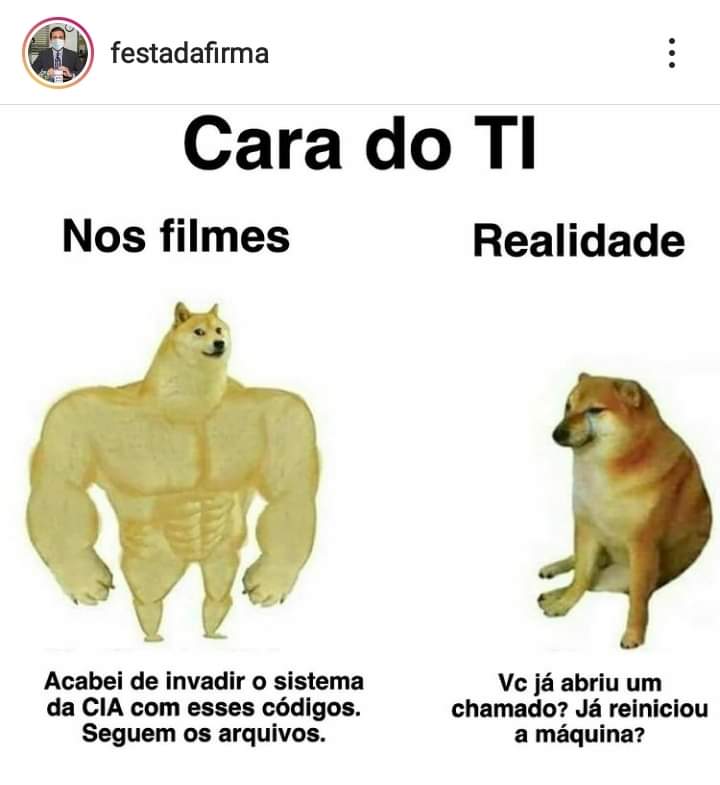 festadafirma
Cara do TI
Nos filmes
Realidade
Acabei de invadir o sistema
da CIA com esses códigos.
Seguem os arquivos.
Vc já abriu um
chamado? Já reiniciou
a máquina?